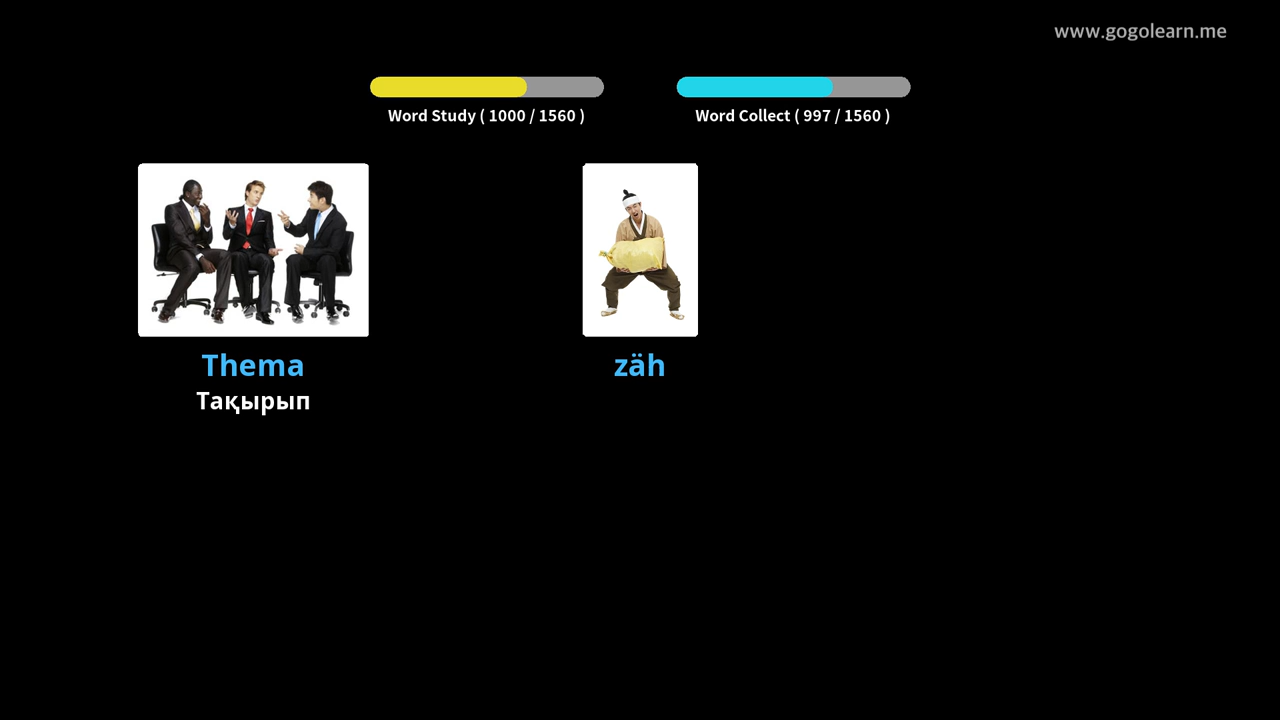 www.gogolearn.me
Word Study ( 1000 / 1560 )
Word Collect ( 997 / 1560 )
Thema
Тақырып
zäh